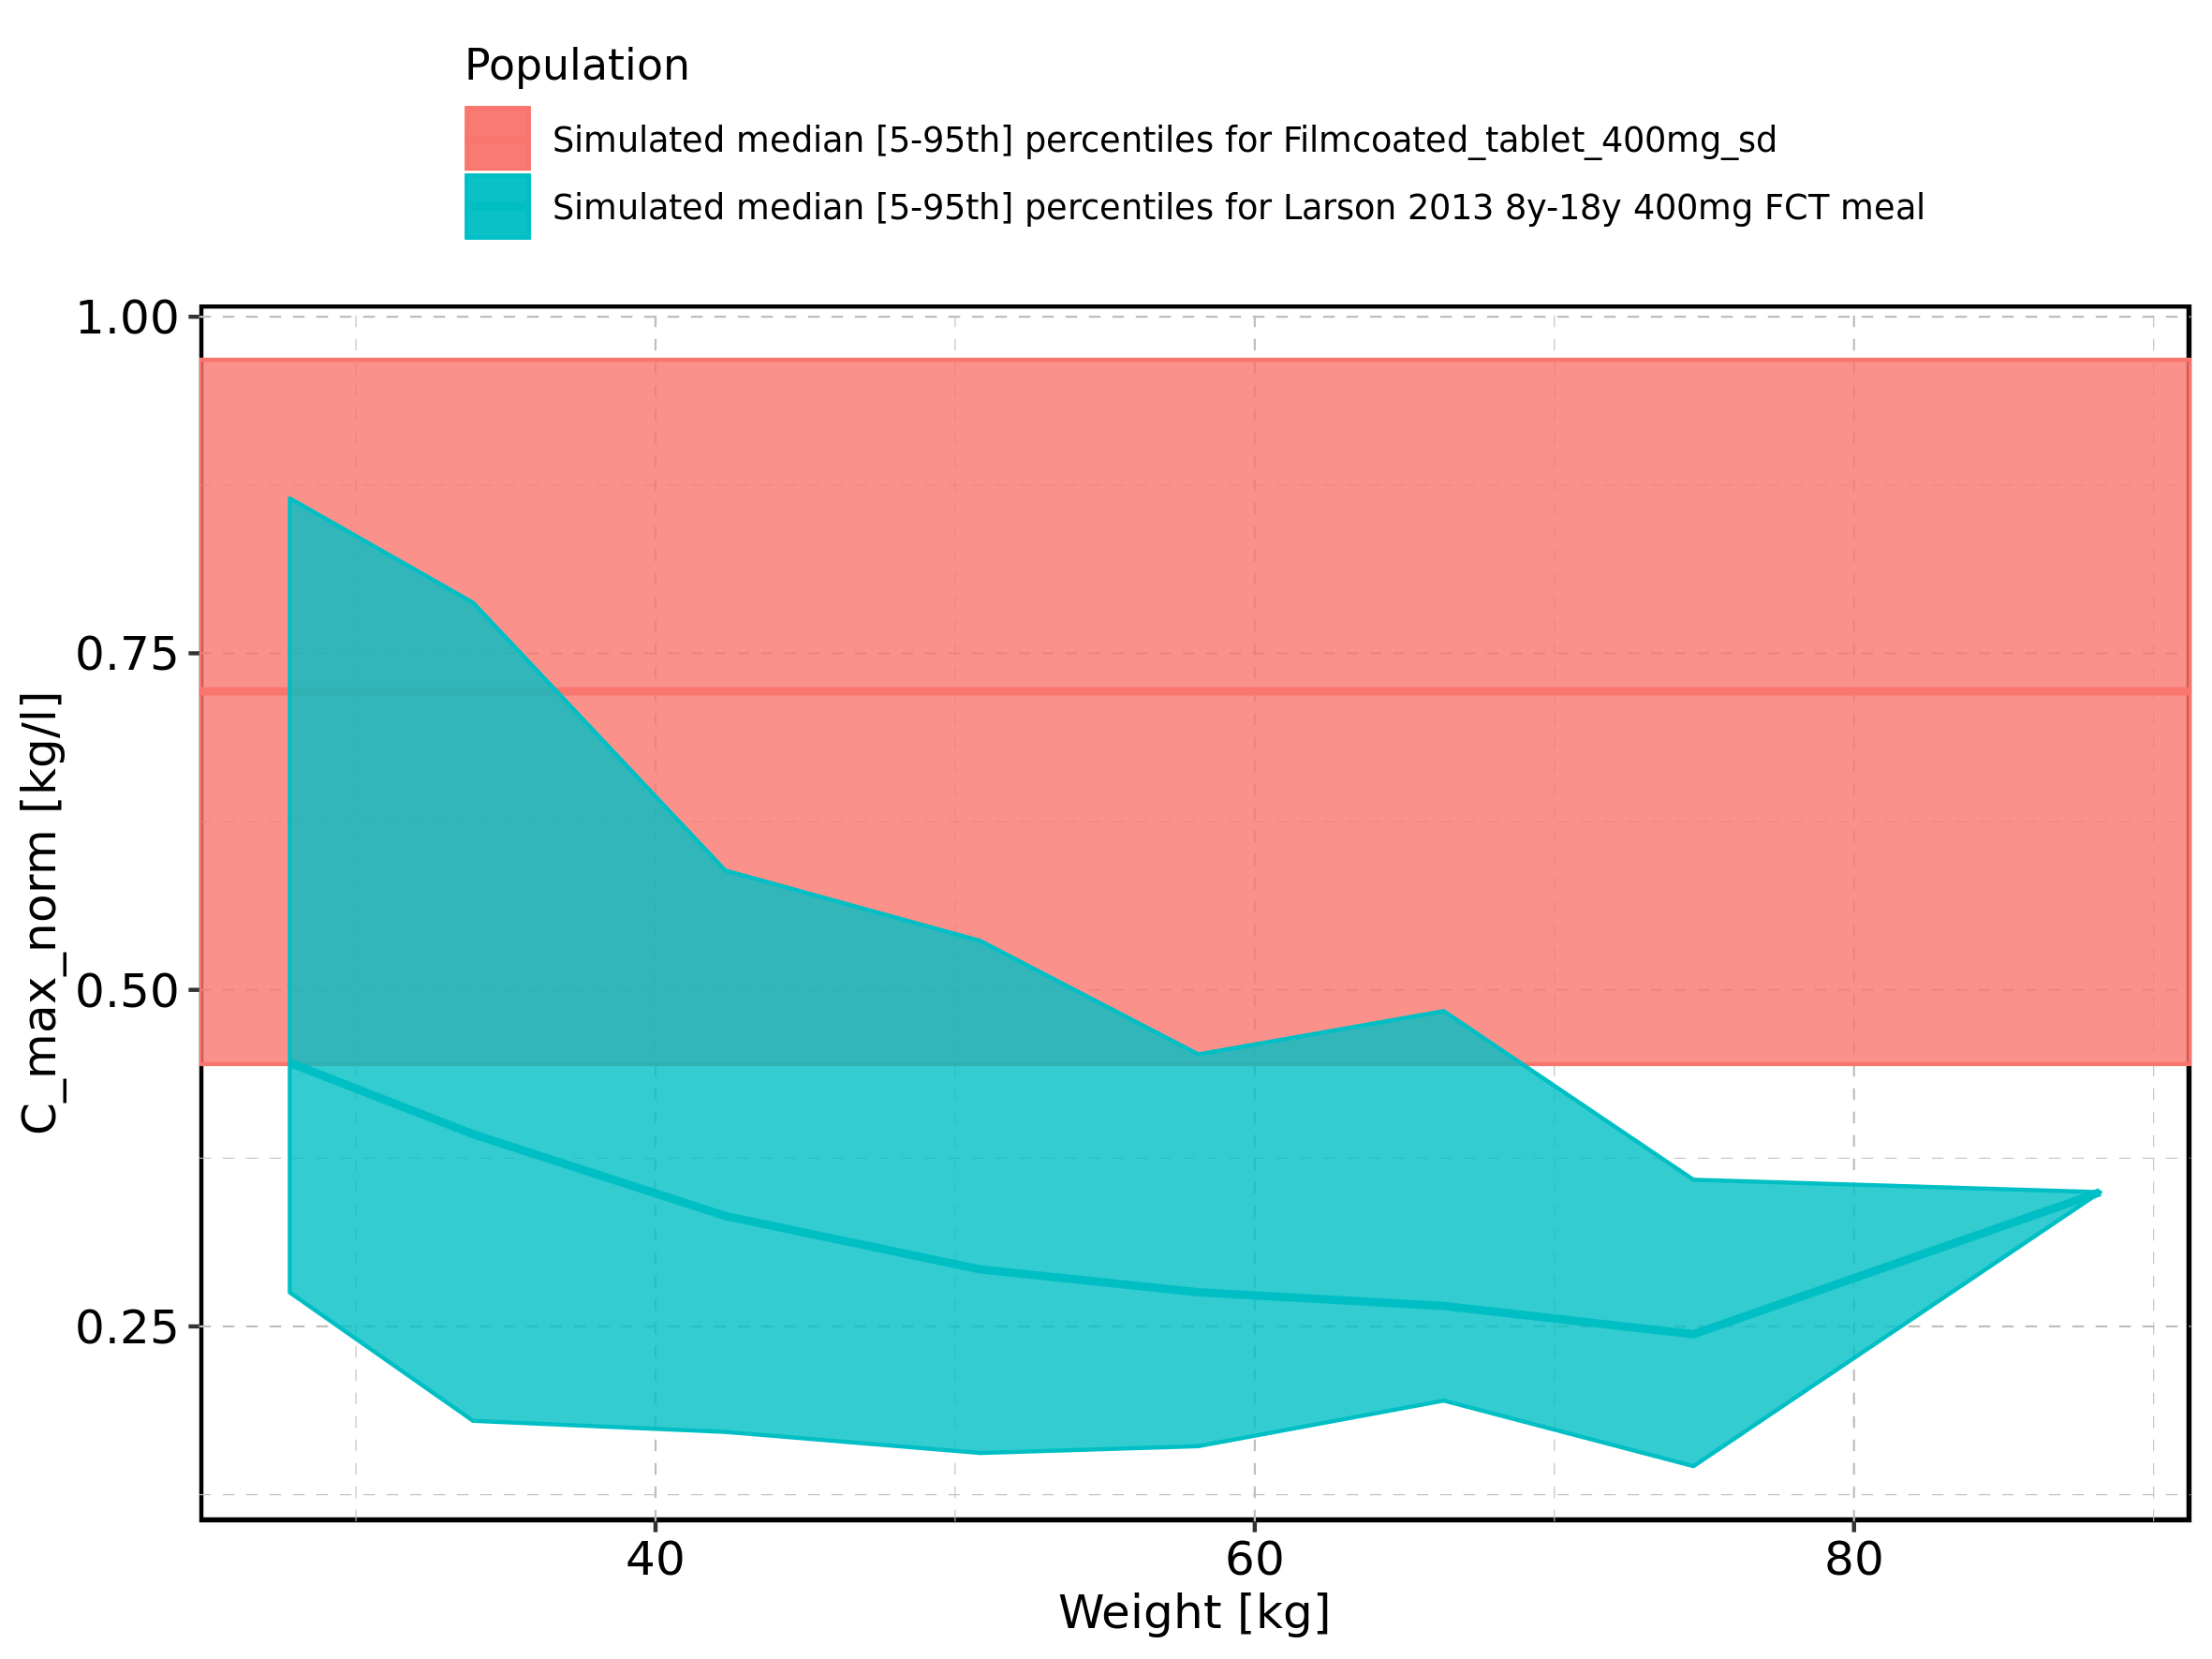 Population
Simulated median [5-95th] percentiles for Filmcoated_tablet_400mg_sd
Simulated median [5-95th] percentiles for Larson 2013 8y-18y 400mg FCT meal
1.00
0.75
0.50
0.25
C_max_norm [kg/l]
40
60
80
Weight [kg]